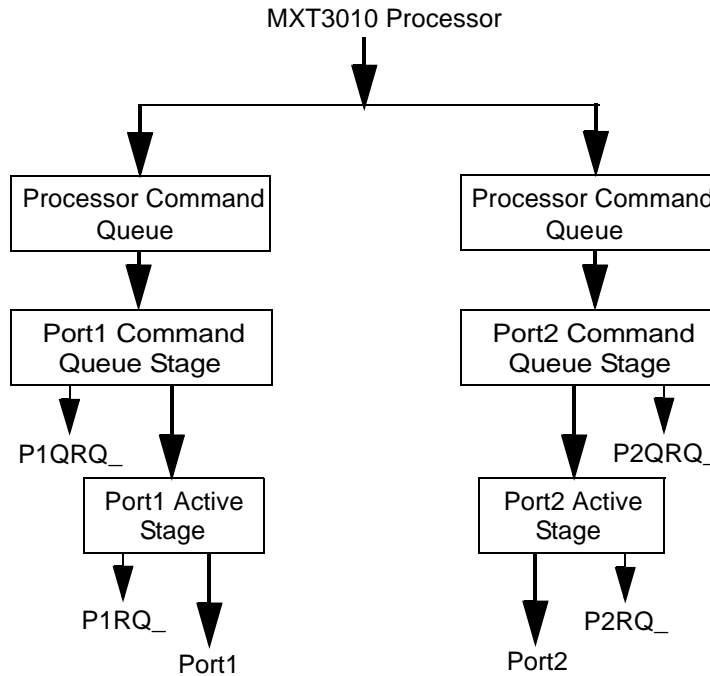 MXT3010 Processor
Processor Command
Queue
Processor Command
Queue
Port1 Command
Queue Stage
Port2 Command
Queue Stage
P1QRQ_
P2QRQ_
Port1 Active
Stage
Port2 Active
Stage
P1RQ_
P2RQ_
Port1
Port2